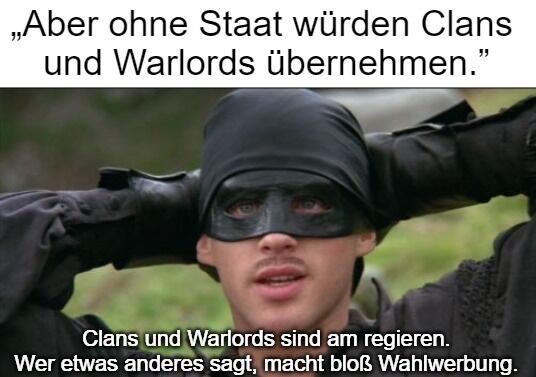 „Aber ohne Staat würden Clans
und Warlords übernehmen.”
Clans und Warlords sind am regieren.
Wer etwas anderes sagt, macht bloß Wahlwerbung.